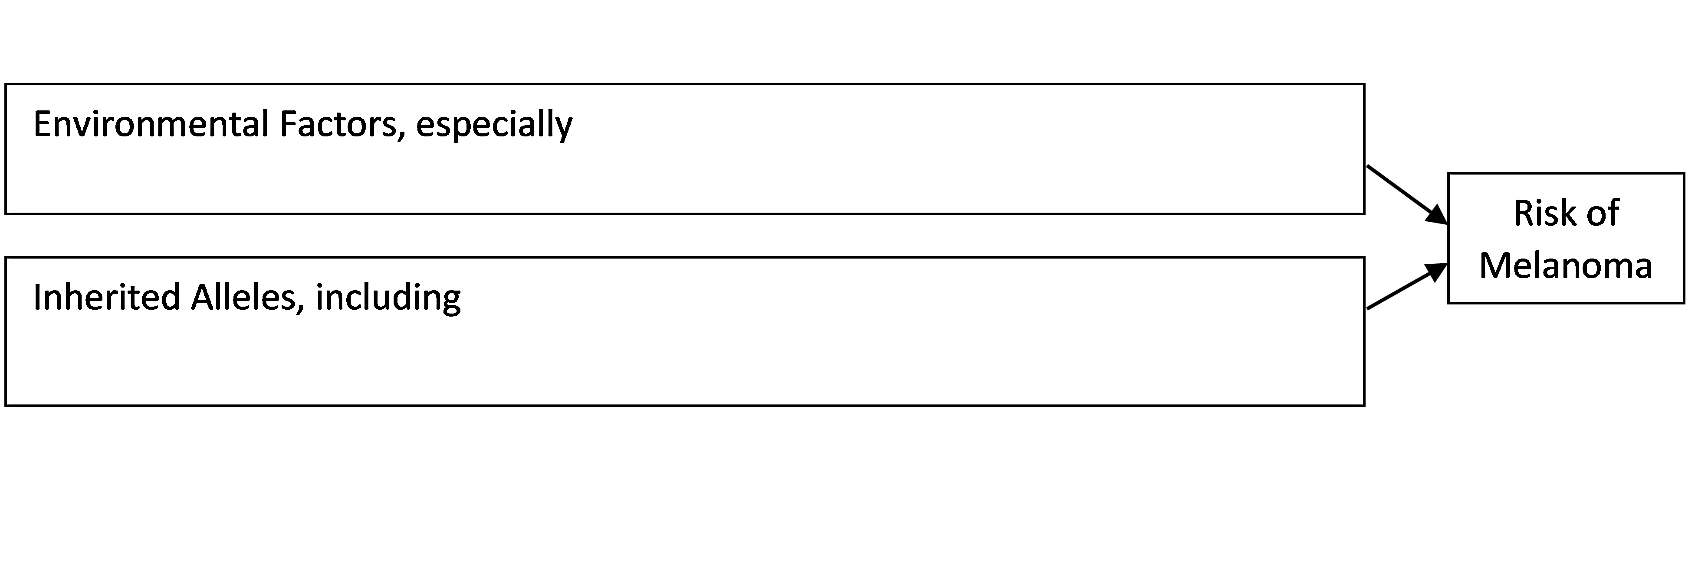 Environmental Factors, especially
Inherited Alleles, including
Risk of
Melanoma